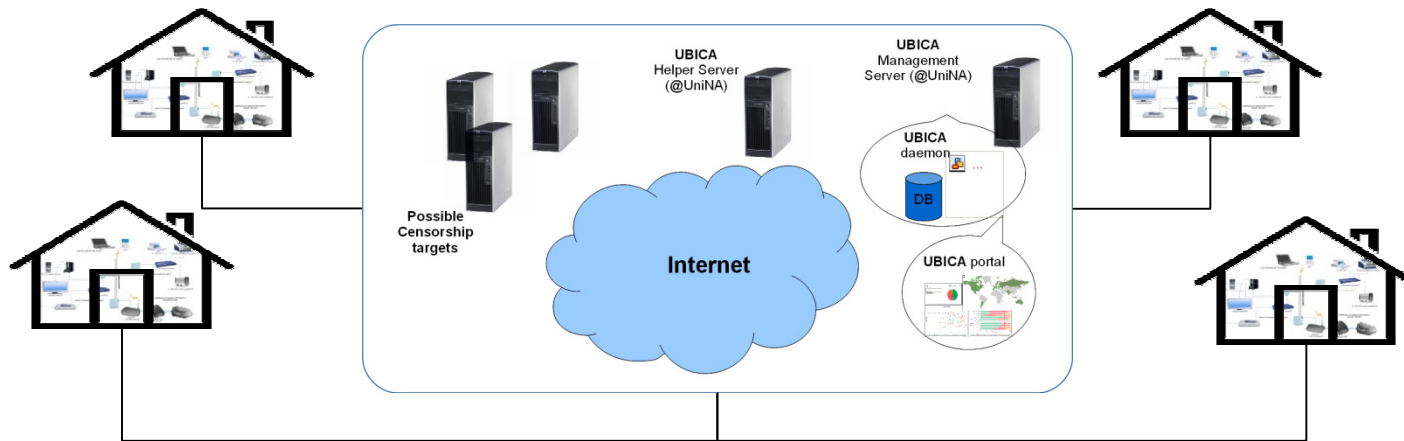 UBICA
Helper Server
(@UniNA)
UBICA
Management
Server (@UniNA)
UBICA
daemon
...
DB
Possible
Censorship
targets
Internet
UBICA portal